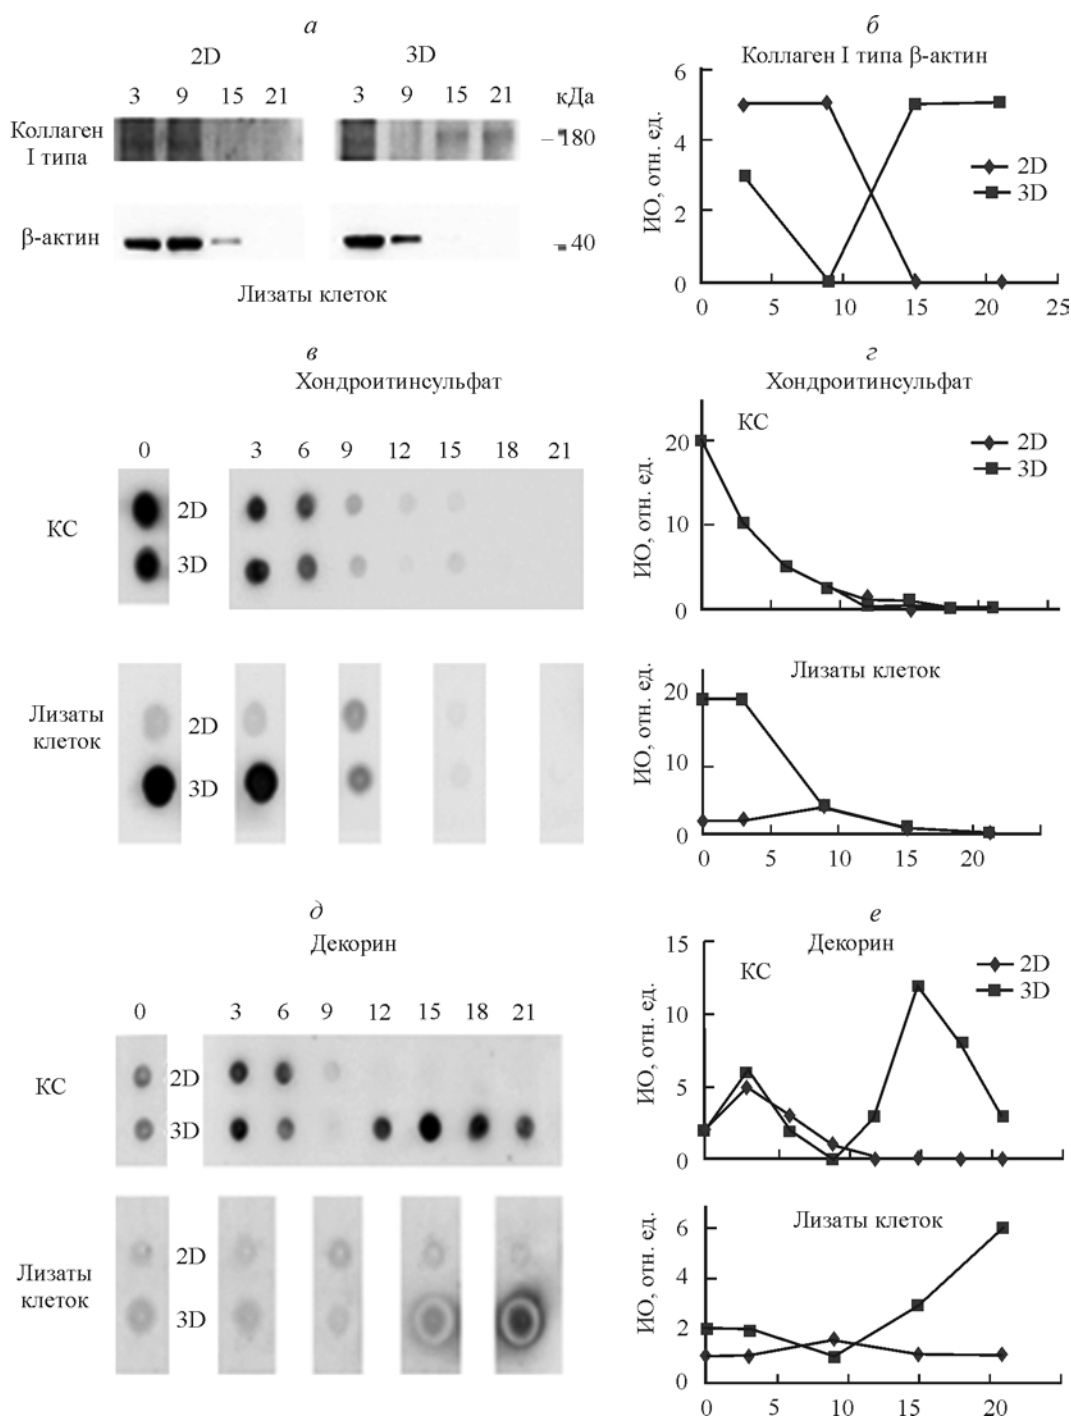 а
2D 3D
3 9 15 21 3 9 15 21 кДа
Коллаген
I типа
– 180
β-актин
– 40
Лизаты клеток
б
Коллаген I типа β-актин
ИО, отн. ед.
6
4
2
0
0 5 10 15 20 25
2D
3D
в
Хондроитинсульфат
0 3 6 9 12 15 18 21
КС
2D
3D
Лизаты
клеток
2D
3D
г
Хондроитинсульфат
КС
ИО, отн. ед.
20
10
0
2D
3D
Лизаты клеток
ИО, отн. ед.
20
10
0
0 5 10 15 20
д
Декорин
0 3 6 9 12 15 18 21
КС
2D
3D
Лизаты
клеток
2D
3D
е
Декорин
КС
ИО, отн. ед.
15
10
5
0
2D
3D
Лизаты клеток
ИО, отн. ед.
6
4
2
0
0 5 10 15 20